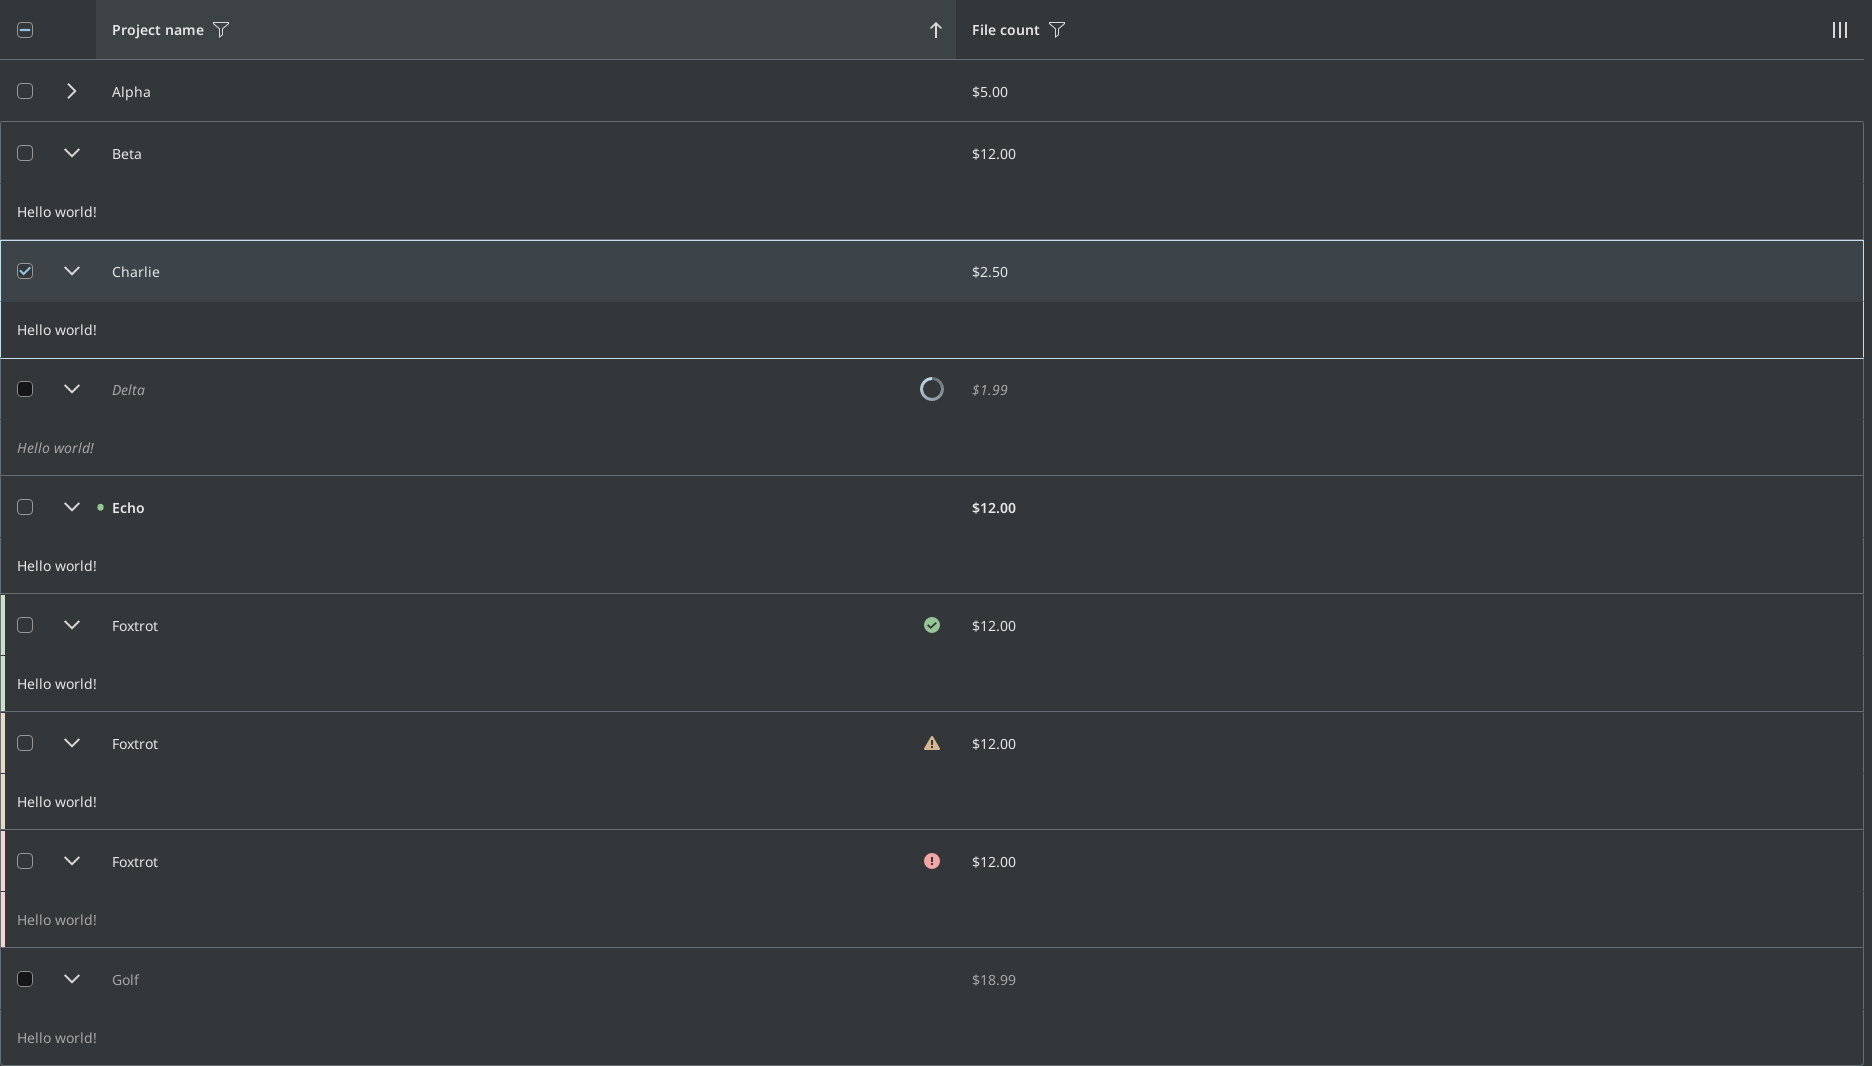 Project name File count
Alpha $5.00
Beta $12.00
Hello world!
Charlie $2.50
Hello world!
Delta $1.99
Hello world!
Echo $12.00
Hello world!
Foxtrot $12.00
Hello world!
Foxtrot $12.00
Hello world!
Foxtrot $12.00
Hello world!
Golf $18.99
Hello world!